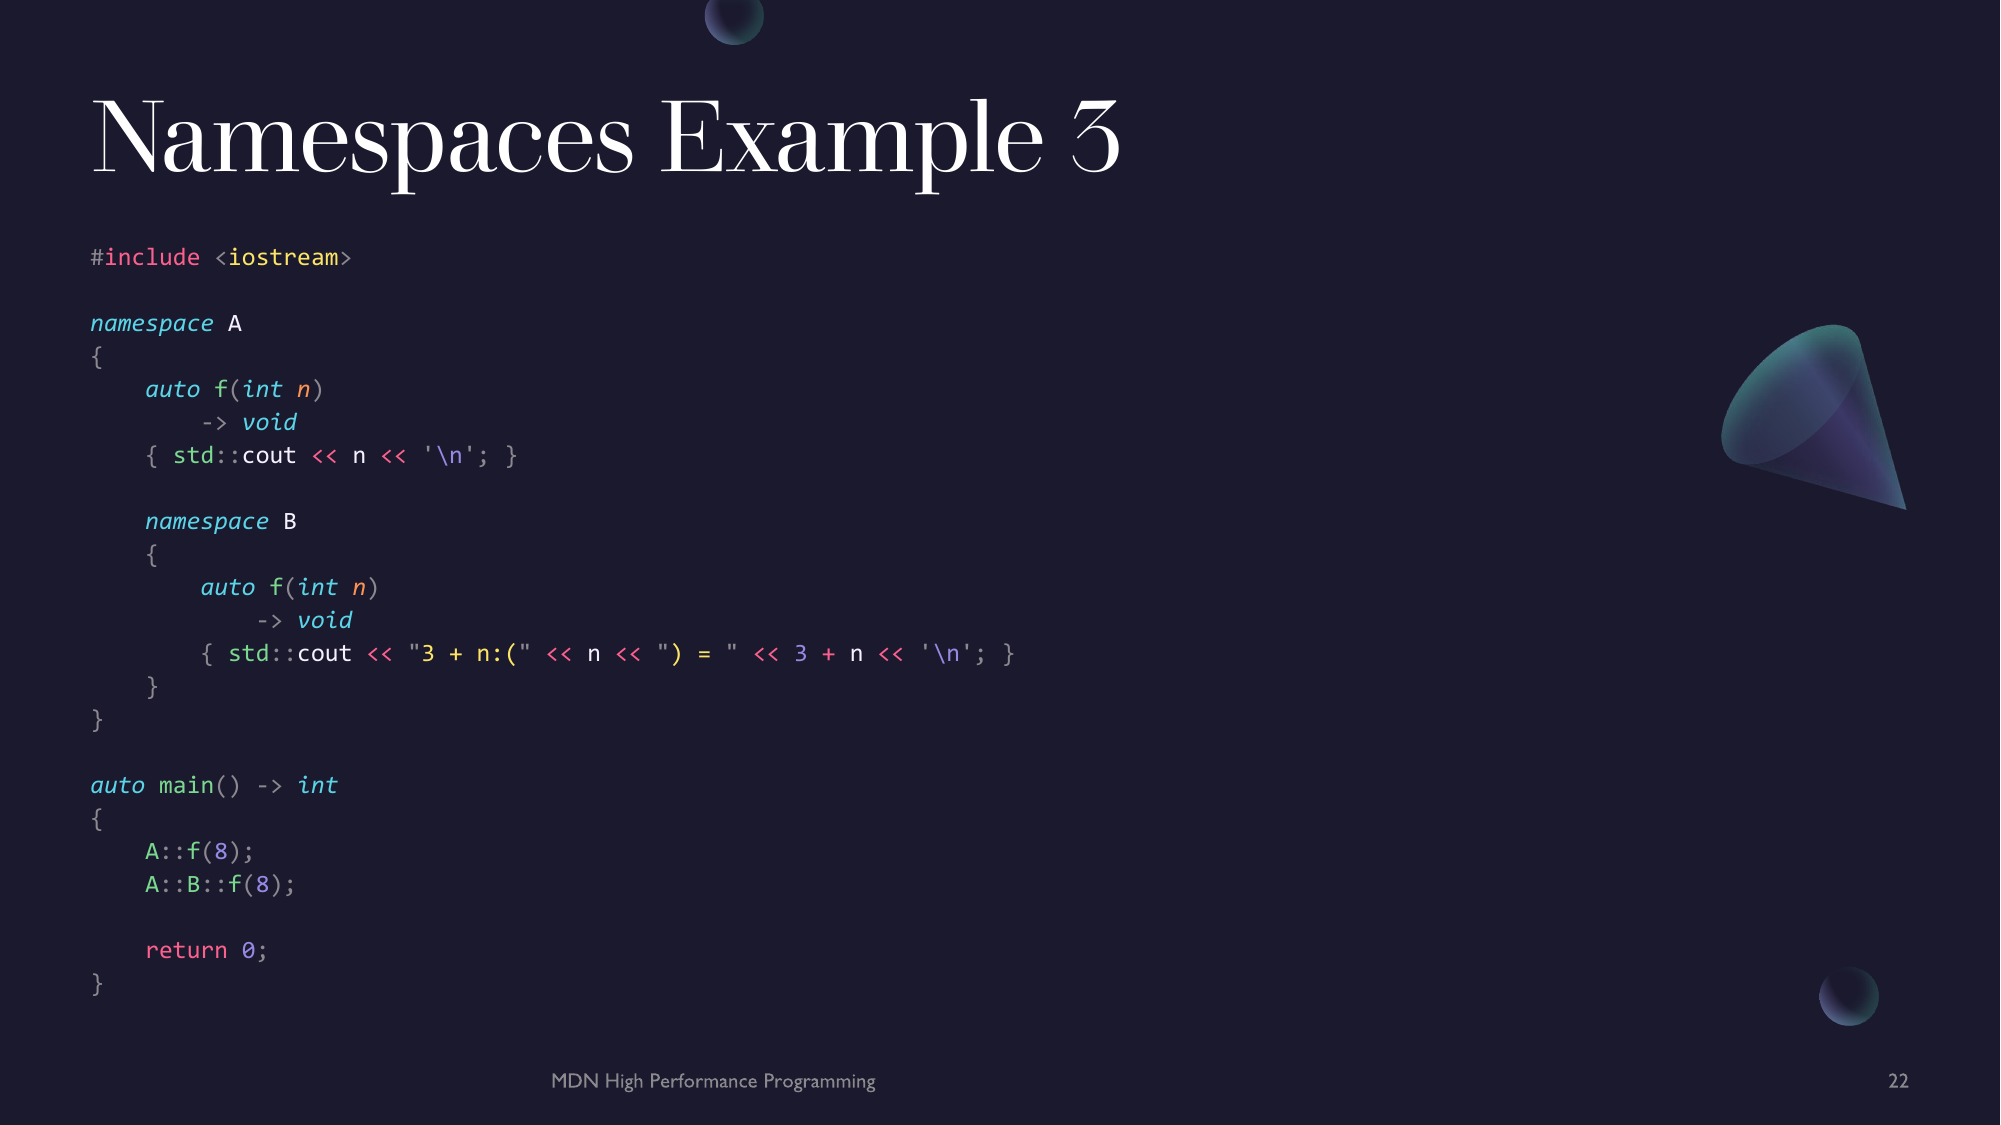 Namespaces Example 3
#include <iostream>
namespace A
{
    auto f(int n)
        -> void
    { std::cout << n << '\n'; }
    namespace B
    {
        auto f(int n)
            -> void
        { std::cout << "3 + n:(" << n << ") = " << 3 + n << '\n'; }
    }
}
auto main() -> int
{
    A::f(8);
    A::B::f(8);
    return 0;
}
MDN High Performance Programming
22